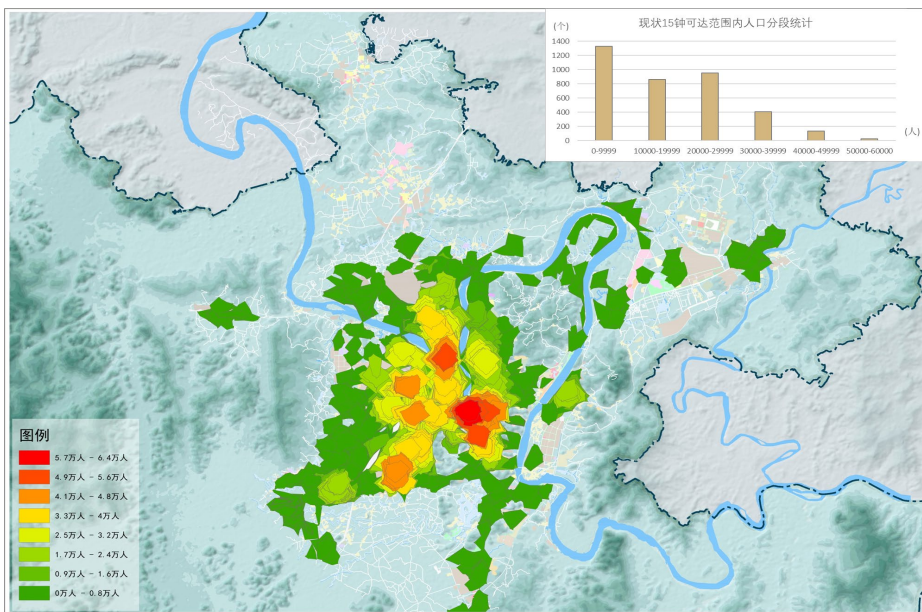 现状15钟可达范围内人口分段统计
(个)
1400
1200
1000
800
600
400
200
0
0-9999
10000-19999
20000-29999
30000-39999
40000-49999
50000-60000
(人)
图例
5.7万人 - 6.4万人
4.9万人 - 5.6万人
4.1万人 - 4.8万人
3.3万人 - 4万人
2.5万人 - 3.2万人
1.7万人 - 2.4万人
0.9万人 - 1.6万人
0万人 - 0.8万人